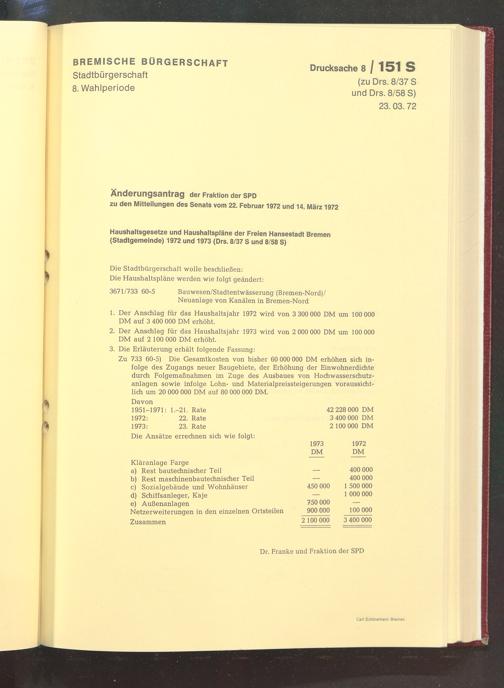 BREMISCHE BÜRGERSCHAFT
Stadtbürgerschaft
8. Wahlperiode
Drucksache 8 / 151 S
(zu Drs. 8/37 S
und Drs. 8/58 S)
23. 03. 72
Änderungsantrag der Fraktion der SPD
zu den Mitteilungen des Senats vom 22. Februar 1972 und 14. März 1972
Haushaltsgesetze und Haushaltspläne der Freien Hansestadt Bremen
(Stadtgemeinde) 1972 und 1973 (Drs. 8/37 S und 8/58 S)
Die Stadtbürgerschaft wolle beschließen:
Die Haushaltspläne werden wie folgt geändert:
3671/733 60-5 Bauwesen/Stadtentwässerung (Bremen-Nord)/
Neuanlage von Kanälen in Bremen-Nord
1. Der Anschlag für das Haushaltsjahr 1972 wird von 3 300 000 DM um 100 000
DM auf 3 400 000 DM erhöht.
2. Der Anschlag für das Haushaltsjahr 1973 wird von 2 000 000 DM um 100 000
DM auf 2 100 000 DM erhöht.
3. Die Erläuterung erhält folgende Fassung:
Zu 733 60-5) Die Gesamtkosten von bisher 60 000 000 DM erhöhen sich in-
folge des Zugangs neuer Baugebiete, der Erhöhung der Einwohnerdichte
durch Folgemaßnahmen im Zuge des Ausbaues von Hochwasserschutz-
anlagen sowie infolge Lohn- und Materialpreissteigerungen voraussicht-
lich um 20 000 000 DM auf 80 000 000 DM.
Davon
1951–1971: 1.–21. Rate 42 228 000 DM
1972: 22. Rate 3 400 000 DM
1973: 23. Rate 2 100 000 DM
Die Ansätze errechnen sich wie folgt:
1973 1972
DM DM
Kläranlage Farge
a) Rest bautechnischer Teil — 400 000
b) Rest maschinenbautechnischer Teil — 400 000
c) Sozialgebäude und Wohnhäuser 450 000 1 500 000
d) Schiffsanleger, Kaje — 1 000 000
e) Außenanlagen 750 000 —
Netzerweiterungen in den einzelnen Ortsteilen 900 000 100 000
Zusammen 2 100 000 3 400 000
Dr. Franke und Fraktion der SPD
Carl Schünemann Bremen